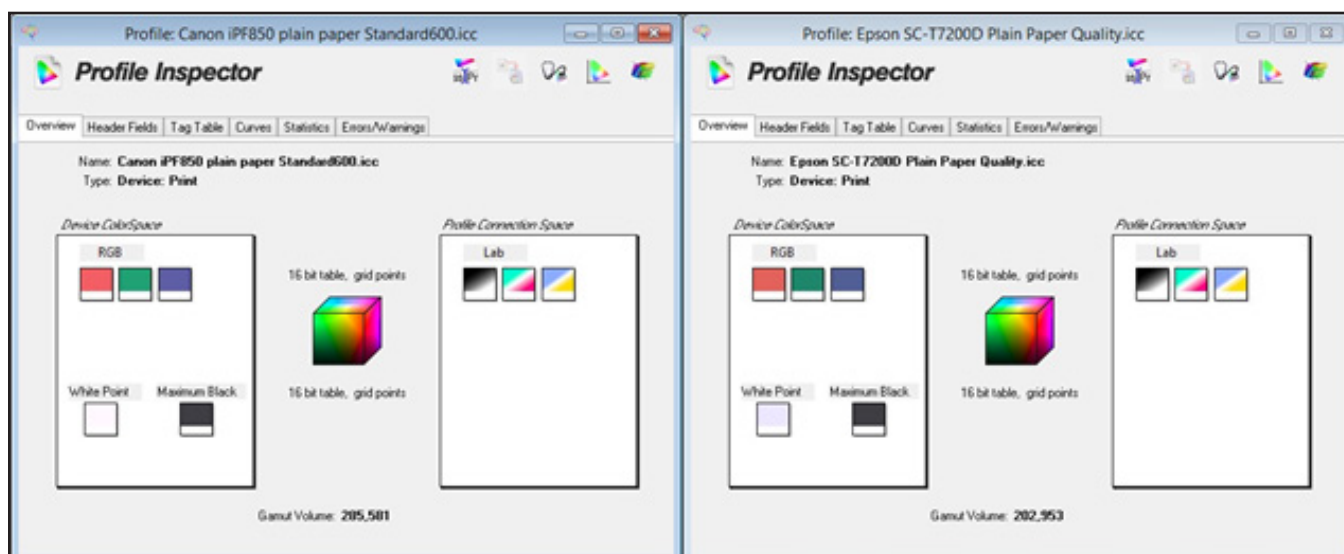 Profile: Canon iPF850 plain paper Standard600.icc
Profile Inspector
Overview Header Fields Tag Table Curves Statistics Errors/Warnings
Name: Canon iPF850 plain paper Standard600.icc
Type: Device: Print
Device ColorSpace
Profile Connection Space
RGB
Lab
16 bit table, grid points
16 bit table, grid points
White Point Maximum Black
Gamut Volume: 285,581
Profile: Epson SC-T7200D Plain Paper Quality.icc
Profile Inspector
Overview Header Fields Tag Table Curves Statistics Errors/Warnings
Name: Epson SC-T7200D Plain Paper Quality.icc
Type: Device: Print
Device ColorSpace
Profile Connection Space
RGB
Lab
16 bit table, grid points
16 bit table, grid points
White Point Maximum Black
Gamut Volume: 202,953